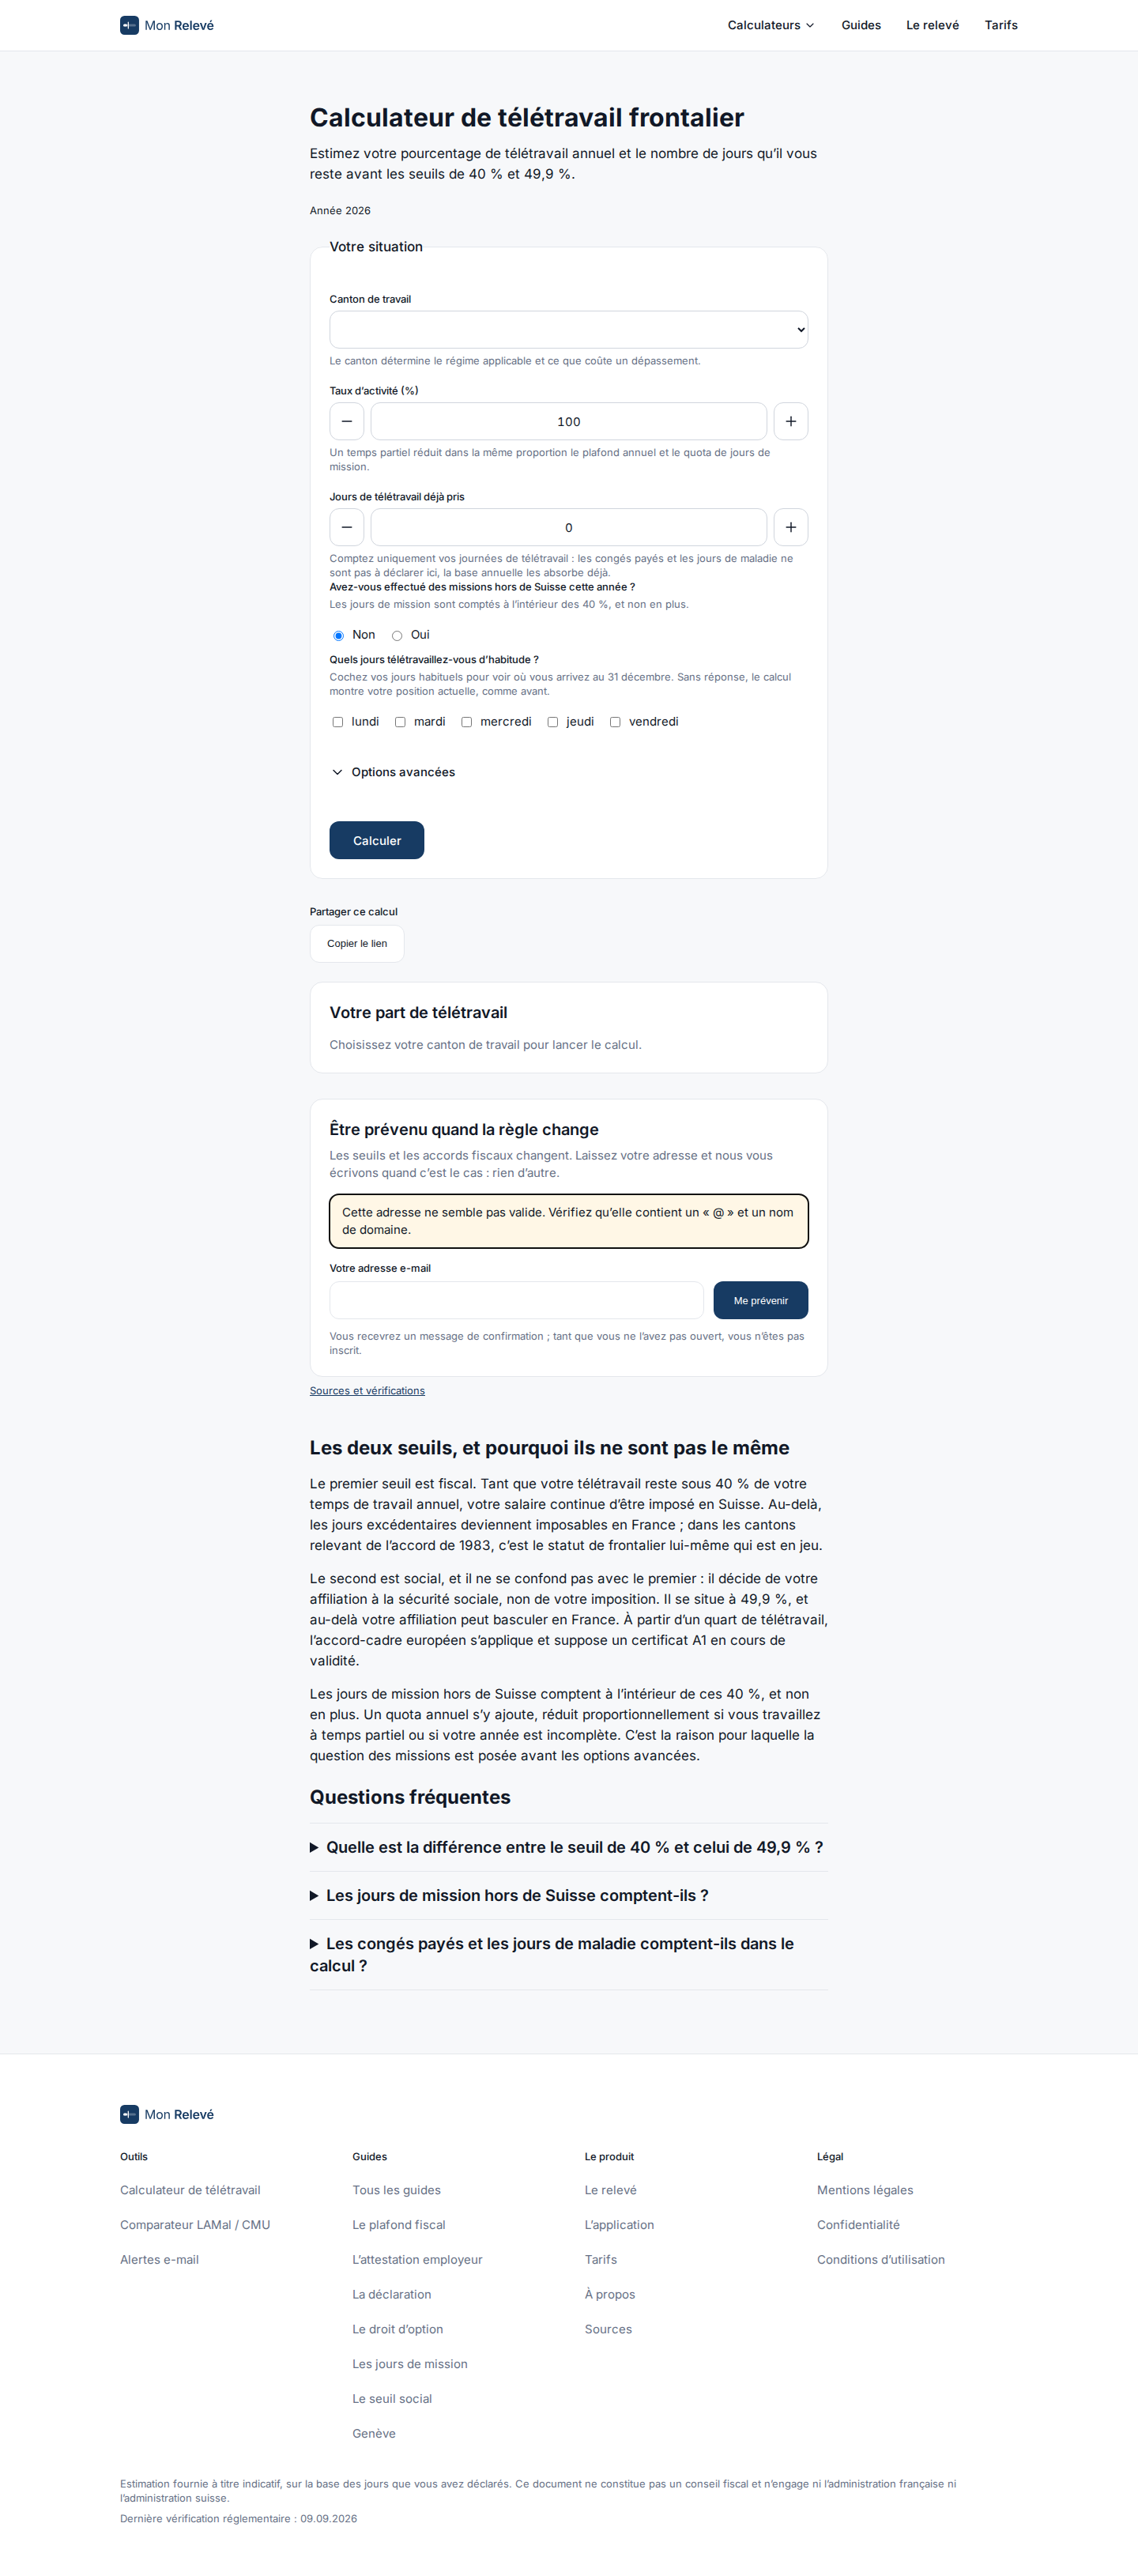 Mon Relevé
Calculateurs
Guides
Le relevé
Tarifs
Calculateur de télétravail frontalier
Estimez votre pourcentage de télétravail annuel et le nombre de jours qu’il vous
reste avant les seuils de 40 % et 49,9 %.
Année 2026
Votre situation
Canton de travail
Le canton détermine le régime applicable et ce que coûte un dépassement.
Taux d’activité (%)
100
Un temps partiel réduit dans la même proportion le plafond annuel et le quota de jours de
mission.
Jours de télétravail déjà pris
0
Comptez uniquement vos journées de télétravail : les congés payés et les jours de maladie ne
sont pas à déclarer ici, la base annuelle les absorbe déjà.
Avez-vous effectué des missions hors de Suisse cette année ?
Les jours de mission sont comptés à l’intérieur des 40 %, et non en plus.
Non
Oui
Quels jours télétravaillez-vous d’habitude ?
Cochez vos jours habituels pour voir où vous arrivez au 31 décembre. Sans réponse, le calcul
montre votre position actuelle, comme avant.
lundi
mardi
mercredi
jeudi
vendredi
Options avancées
Calculer
Partager ce calcul
Copier le lien
Votre part de télétravail
Choisissez votre canton de travail pour lancer le calcul.
Être prévenu quand la règle change
Les seuils et les accords fiscaux changent. Laissez votre adresse et nous vous
écrivons quand c’est le cas : rien d’autre.
Cette adresse ne semble pas valide. Vérifiez qu’elle contient un « @ » et un nom
de domaine.
Votre adresse e-mail
Me prévenir
Vous recevrez un message de confirmation ; tant que vous ne l’avez pas ouvert, vous n’êtes pas
inscrit.
Sources et vérifications
Les deux seuils, et pourquoi ils ne sont pas le même
Le premier seuil est fiscal. Tant que votre télétravail reste sous 40 % de votre
temps de travail annuel, votre salaire continue d’être imposé en Suisse. Au-delà,
les jours excédentaires deviennent imposables en France ; dans les cantons
relevant de l’accord de 1983, c’est le statut de frontalier lui-même qui est en jeu.
Le second est social, et il ne se confond pas avec le premier : il décide de votre
affiliation à la sécurité sociale, non de votre imposition. Il se situe à 49,9 %, et
au-delà votre affiliation peut basculer en France. À partir d’un quart de télétravail,
l’accord-cadre européen s’applique et suppose un certificat A1 en cours de
validité.
Les jours de mission hors de Suisse comptent à l’intérieur de ces 40 %, et non
en plus. Un quota annuel s’y ajoute, réduit proportionnellement si vous travaillez
à temps partiel ou si votre année est incomplète. C’est la raison pour laquelle la
question des missions est posée avant les options avancées.
Questions fréquentes
Quelle est la différence entre le seuil de 40 % et celui de 49,9 % ?
Les jours de mission hors de Suisse comptent-ils ?
Les congés payés et les jours de maladie comptent-ils dans le
calcul ?
Mon Relevé
Outils
Calculateur de télétravail
Comparateur LAMal / CMU
Alertes e-mail
Guides
Tous les guides
Le plafond fiscal
L’attestation employeur
La déclaration
Le droit d’option
Les jours de mission
Le seuil social
Genève
Le produit
Le relevé
L’application
Tarifs
À propos
Sources
Légal
Mentions légales
Confidentialité
Conditions d’utilisation
Estimation fournie à titre indicatif, sur la base des jours que vous avez déclarés. Ce document ne constitue pas un conseil fiscal et n’engage ni l’administration française ni
l’administration suisse.
Dernière vérification réglementaire : 09.09.2026